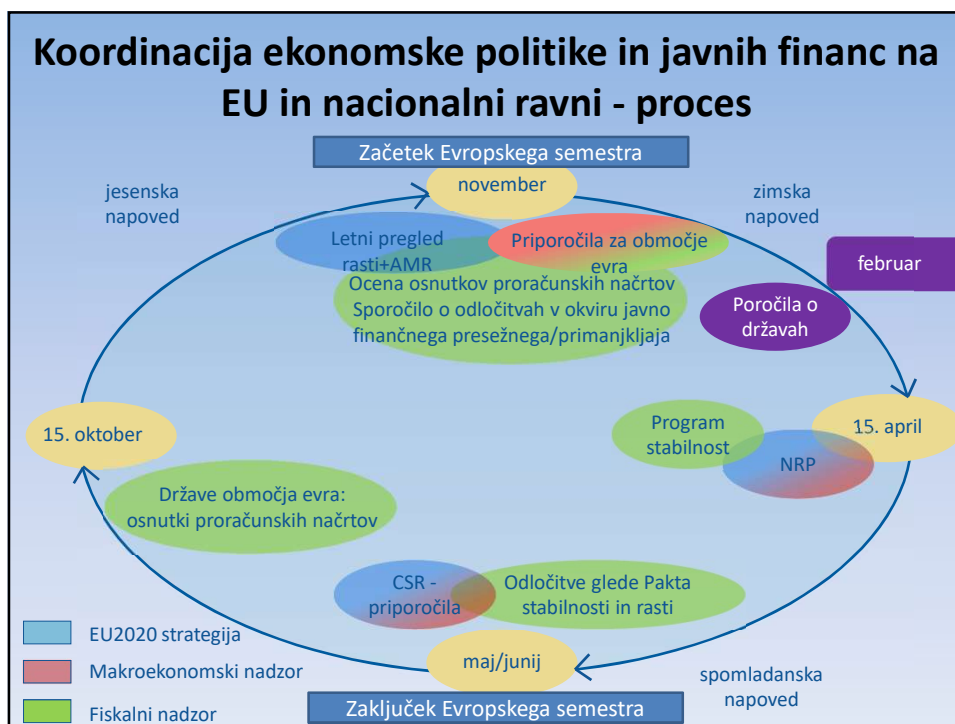 Koordinacija ekonomske politike in javnih financ na
EU in nacionalni ravni - proces
Začetek Evropskega semestra
november
jesenska
napoved
zimska
napoved
Letni pregled
rasti+AMR
Priporočila za območje
evra
februar
Ocena osnutkov proračunskih načrtov
Sporočilo o odločitvah v okviru javno
finančnega presežnega/primanjkljaja
Poročila o
državah
15. oktober
Program
stabilnost
15. april
NRP
Države območja evra:
osnutki proračunskih načrtov
CSR -
priporočila
Odločitve glede Pakta
stabilnosti in rasti
EU2020 strategija
Makroekonomski nadzor
Fiskalni nadzor
maj/junij
spomladanska
napoved
Zaključek Evropskega semestra